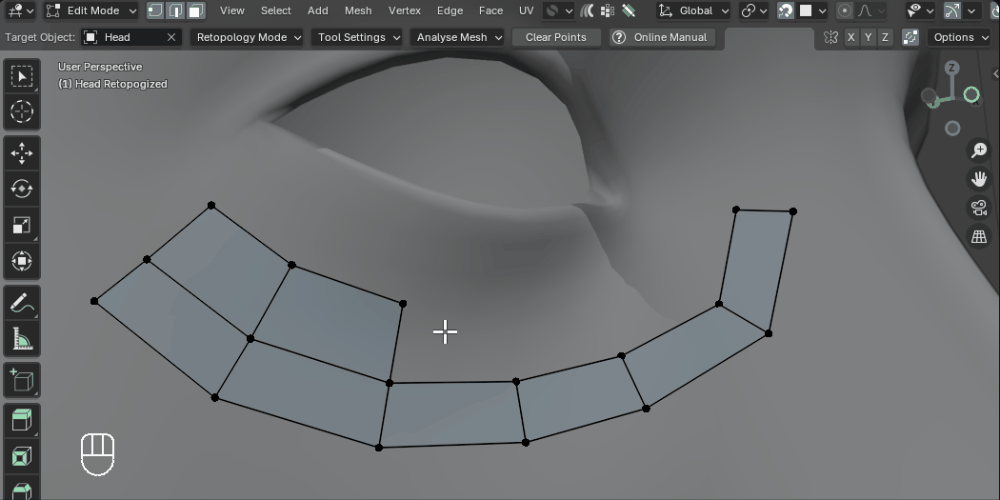 Edit Mode View Select Add Mesh Vertex Edge Face UV Global
Target Object: Head Retopology Mode Tool Settings Analyse Mesh Clear Points Online Manual X Y Z Options
User Perspective
(1) Head Retopogized
Z